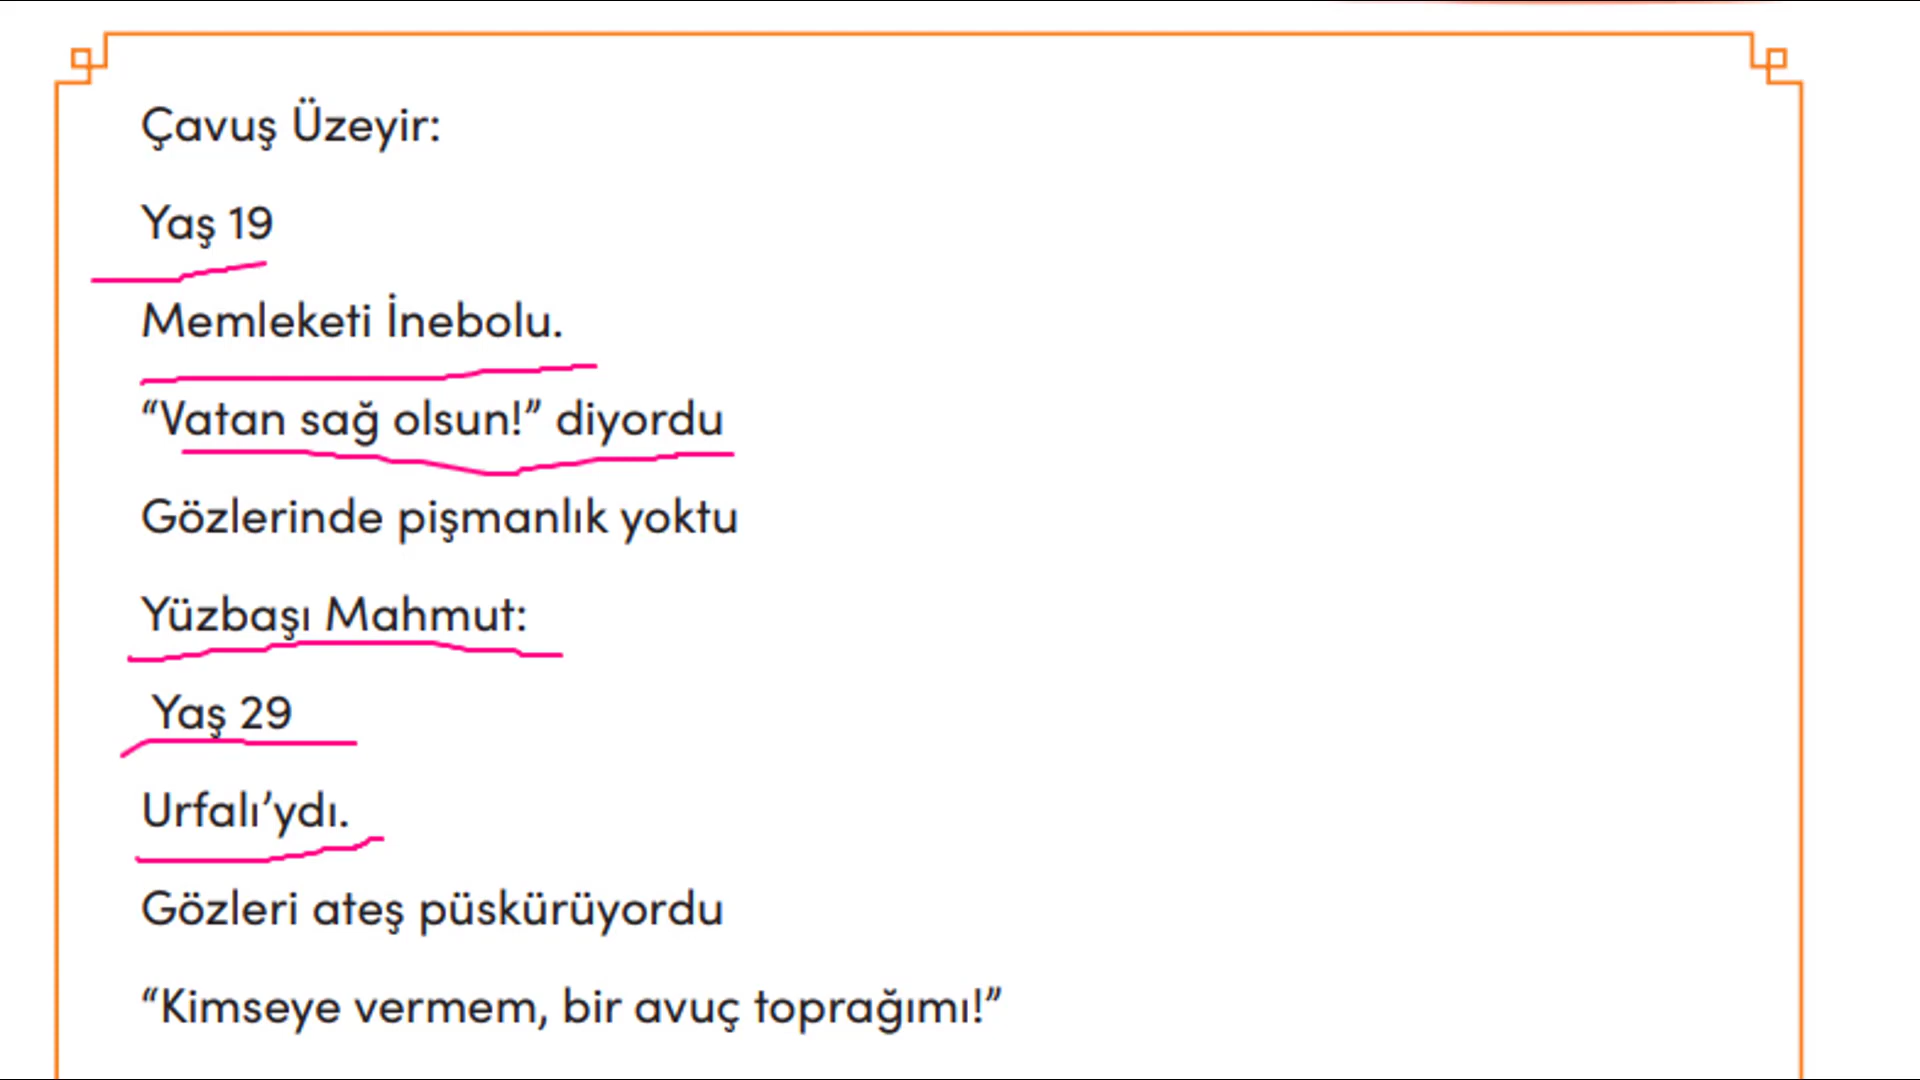 Çavuş Üzeyir:
Yaş 19
Memleketi İnebolu.
“Vatan sağ olsun!” diyordu
Gözlerinde pişmanlık yoktu
Yüzbaşı Mahmut:
Yaş 29
Urfalı’ydı.
Gözleri ateş püskürüyordu
“Kimseye vermem, bir avuç toprağımı!”